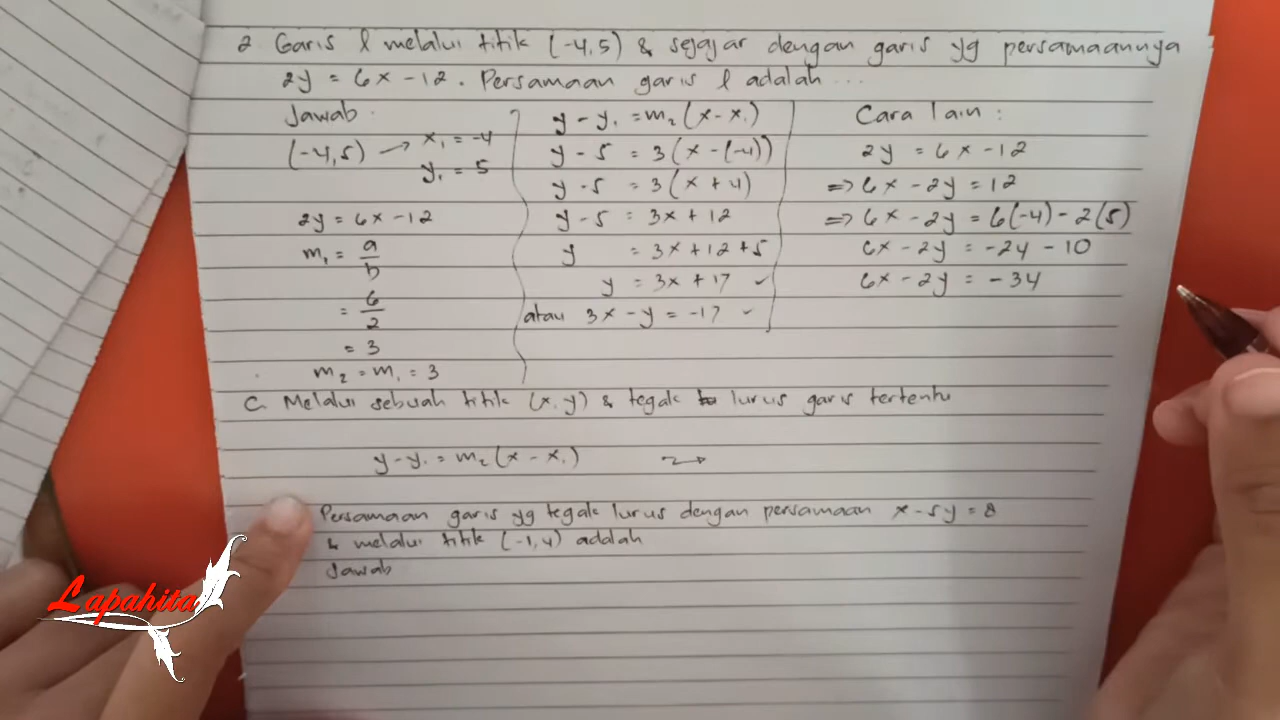 2 Garis l melalui titik (-4,5) & sejajar dengan garis yg persamaannya
2y = 6x - 12. Persamaan garis l adalah ...
Jawab
(-4,5) → x₁ = -4
y₁ = 5
2y = 6x - 12
m₁ = a/b
= 6/2
= 3
m₂ = m₁ = 3
y - y₁ = m₂(x - x₁)
y - 5 = 3(x - (-4))
y - 5 = 3(x + 4)
y - 5 = 3x + 12
y = 3x + 12 + 5
y = 3x + 17 ✓
atau 3x - y = -17 ✓
Cara lain :
2y = 6x - 12
=> 6x - 2y = 12
=> 6x - 2y = 6(-4) - 2(5)
6x - 2y = -24 - 10
6x - 2y = -34
C. Melalui sebuah titik (x,y) & tegak lurus garis tertentu
y - y₁ = m₂(x - x₁)
Persamaan garis yg tegak lurus dengan persamaan x - 5y = 8
& melalui titik (-1,4) adalah
Jawab
Lapahita